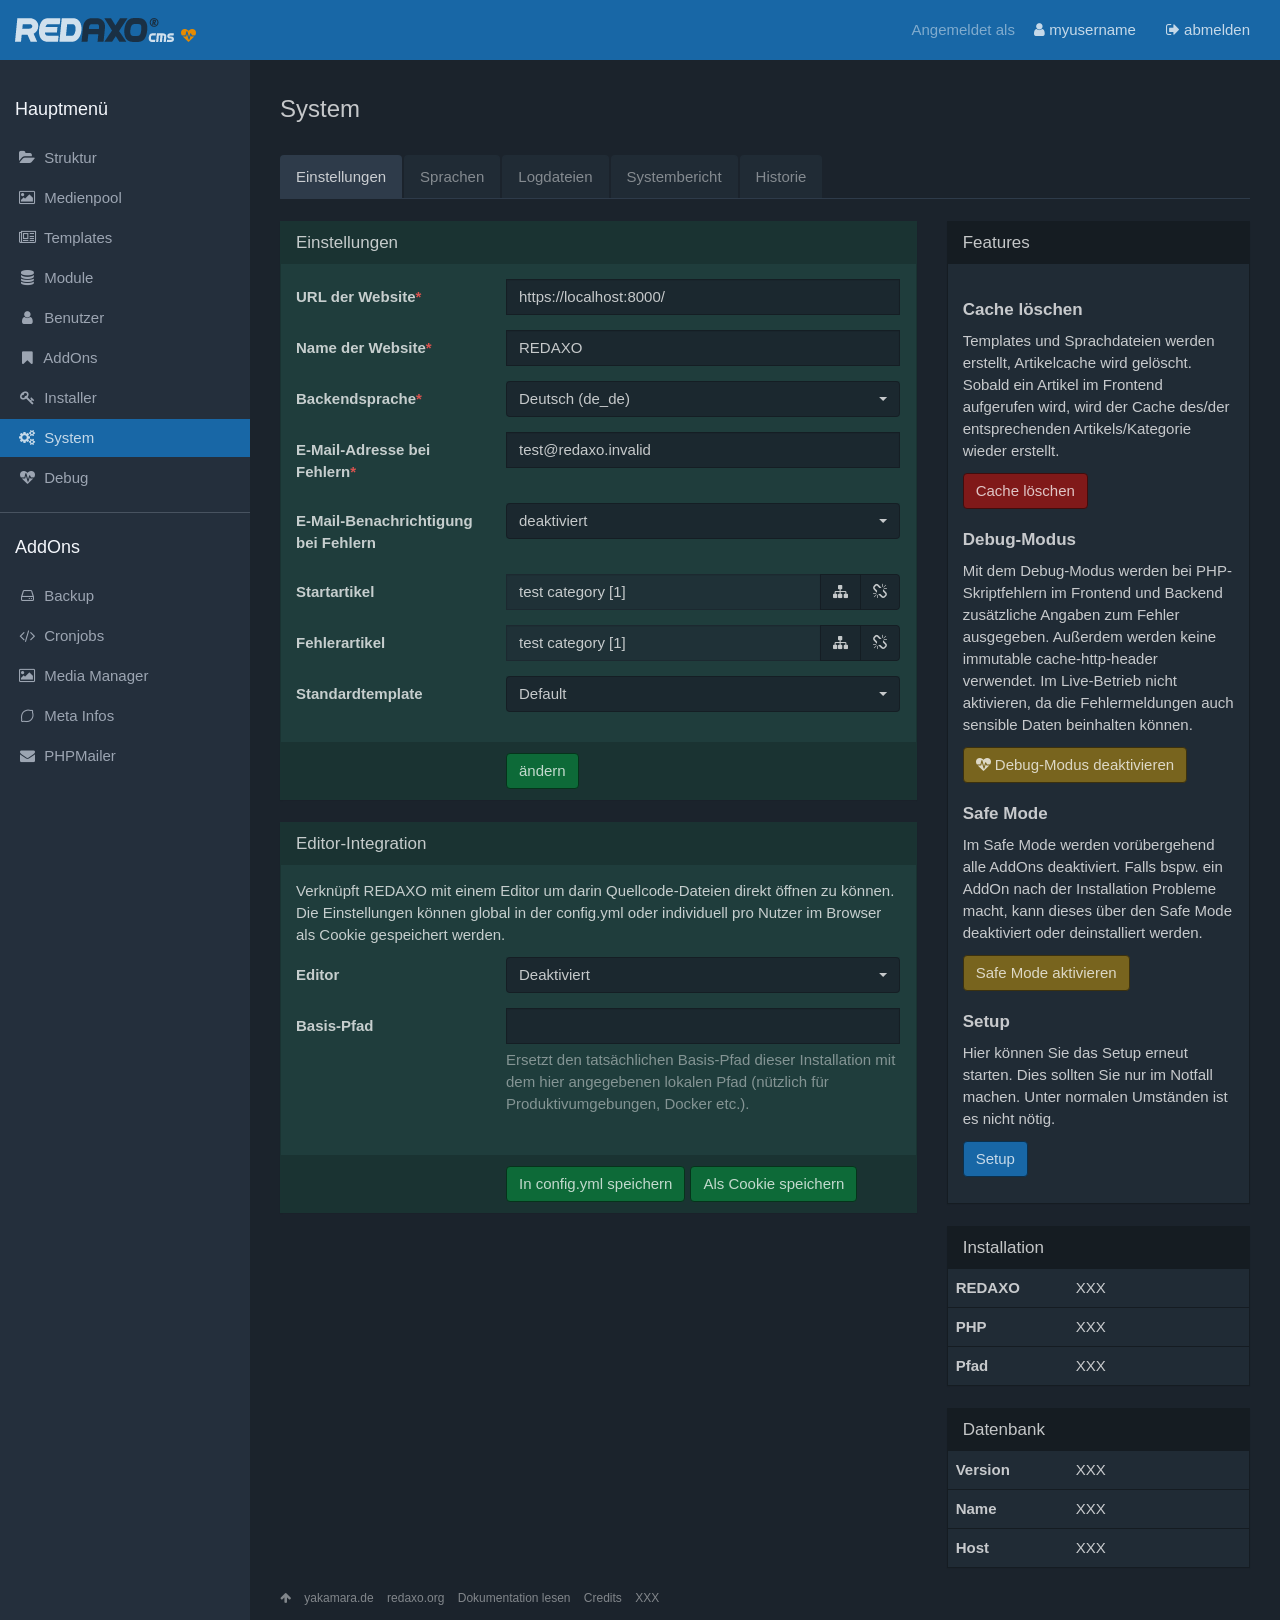 REDAXO® cms
Angemeldet als myusername abmelden
Hauptmenü
Struktur
Medienpool
Templates
Module
Benutzer
AddOns
Installer
System
Debug
AddOns
Backup
Cronjobs
Media Manager
Meta Infos
PHPMailer
System
Einstellungen Sprachen Logdateien Systembericht Historie
Einstellungen
URL der Website* https://localhost:8000/
Name der Website* REDAXO
Backendsprache* Deutsch (de_de)
E-Mail-Adresse bei
Fehlern*
test@redaxo.invalid
E-Mail-Benachrichtigung
bei Fehlern
deaktiviert
Startartikel test category [1]
Fehlerartikel test category [1]
Standardtemplate Default
ändern
Editor-Integration
Verknüpft REDAXO mit einem Editor um darin Quellcode-Dateien direkt öffnen zu können.
Die Einstellungen können global in der config.yml oder individuell pro Nutzer im Browser
als Cookie gespeichert werden.
Editor Deaktiviert
Basis-Pfad
Ersetzt den tatsächlichen Basis-Pfad dieser Installation mit
dem hier angegebenen lokalen Pfad (nützlich für
Produktivumgebungen, Docker etc.).
In config.yml speichern Als Cookie speichern
Features
Cache löschen
Templates und Sprachdateien werden
erstellt, Artikelcache wird gelöscht.
Sobald ein Artikel im Frontend
aufgerufen wird, wird der Cache des/der
entsprechenden Artikels/Kategorie
wieder erstellt.
Cache löschen
Debug-Modus
Mit dem Debug-Modus werden bei PHP-
Skriptfehlern im Frontend und Backend
zusätzliche Angaben zum Fehler
ausgegeben. Außerdem werden keine
immutable cache-http-header
verwendet. Im Live-Betrieb nicht
aktivieren, da die Fehlermeldungen auch
sensible Daten beinhalten können.
Debug-Modus deaktivieren
Safe Mode
Im Safe Mode werden vorübergehend
alle AddOns deaktiviert. Falls bspw. ein
AddOn nach der Installation Probleme
macht, kann dieses über den Safe Mode
deaktiviert oder deinstalliert werden.
Safe Mode aktivieren
Setup
Hier können Sie das Setup erneut
starten. Dies sollten Sie nur im Notfall
machen. Unter normalen Umständen ist
es nicht nötig.
Setup
Installation
REDAXO XXX
PHP XXX
Pfad XXX
Datenbank
Version XXX
Name XXX
Host XXX
yakamara.de redaxo.org Dokumentation lesen Credits XXX